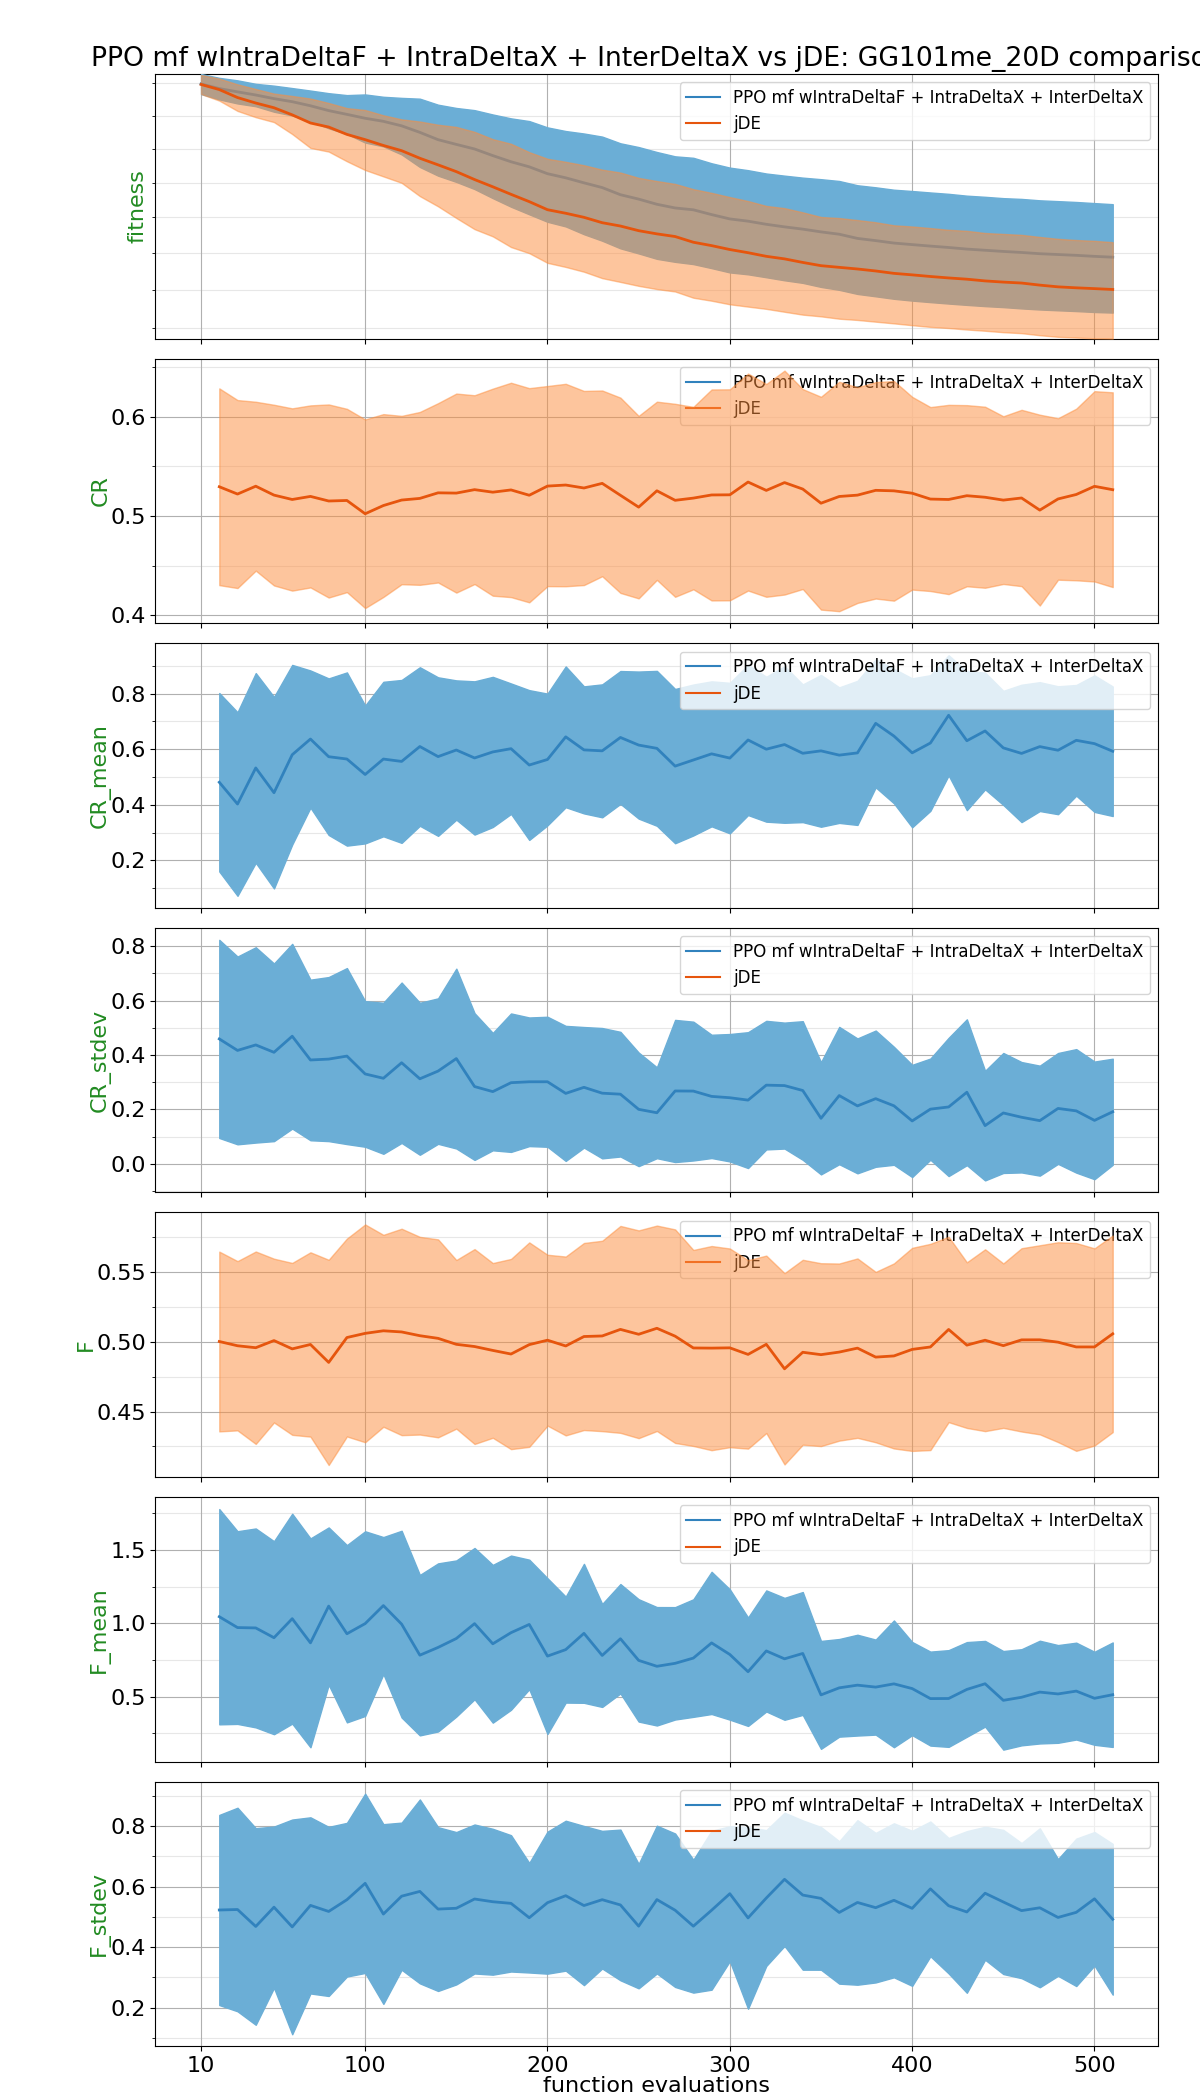 PPO mf wIntraDeltaF + IntraDeltaX + InterDeltaX vs jDE: GG101me_20D comparisc
fitness
PPO mf wIntraDeltaF + IntraDeltaX + InterDeltaX
jDE
CR
0.6
0.5
0.4
PPO mf wIntraDeltaF + IntraDeltaX + InterDeltaX
jDE
CR_mean
0.8
0.6
0.4
0.2
PPO mf wIntraDeltaF + IntraDeltaX + InterDeltaX
jDE
CR_stdev
0.8
0.6
0.4
0.2
0.0
PPO mf wIntraDeltaF + IntraDeltaX + InterDeltaX
jDE
F
0.55
0.50
0.45
PPO mf wIntraDeltaF + IntraDeltaX + InterDeltaX
jDE
F_mean
1.5
1.0
0.5
PPO mf wIntraDeltaF + IntraDeltaX + InterDeltaX
jDE
F_stdev
0.8
0.6
0.4
0.2
PPO mf wIntraDeltaF + IntraDeltaX + InterDeltaX
jDE
10 100 200 300 400 500
function evaluations